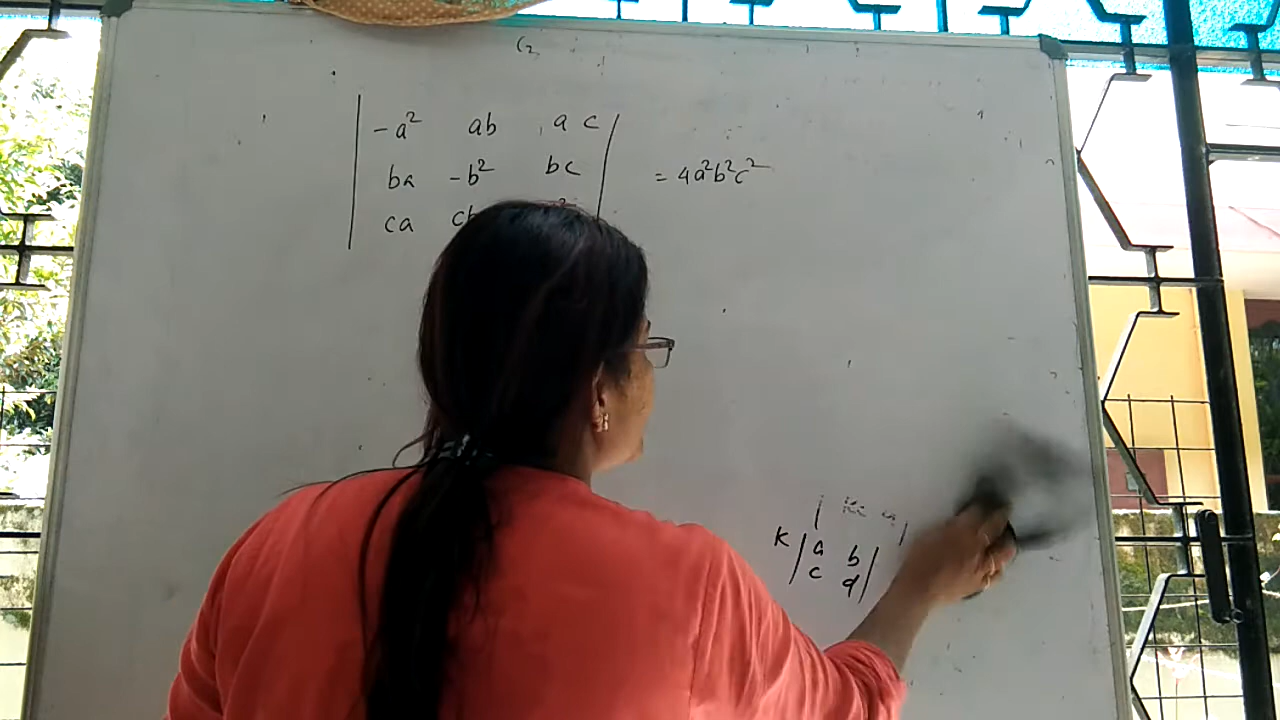 C₂
-a² ab ac
ba -b² bc = 4a²b²c²
ca
K | a b |
c d